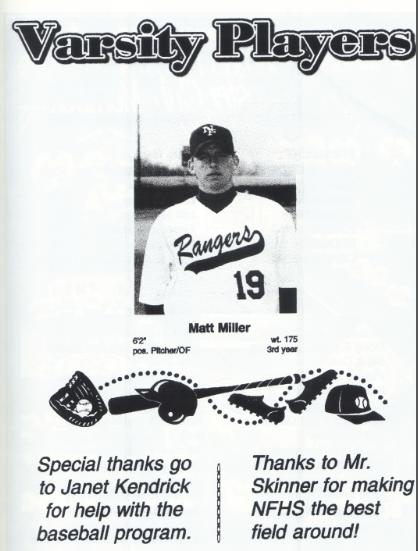 Varsity Players
NF
Rangers
19
Matt Miller
6'2" wt. 175
pos. Pitcher/OF 3rd year
Special thanks go
to Janet Kendrick
for help with the
baseball program.
Thanks to Mr.
Skinner for making
NFHS the best
field around!